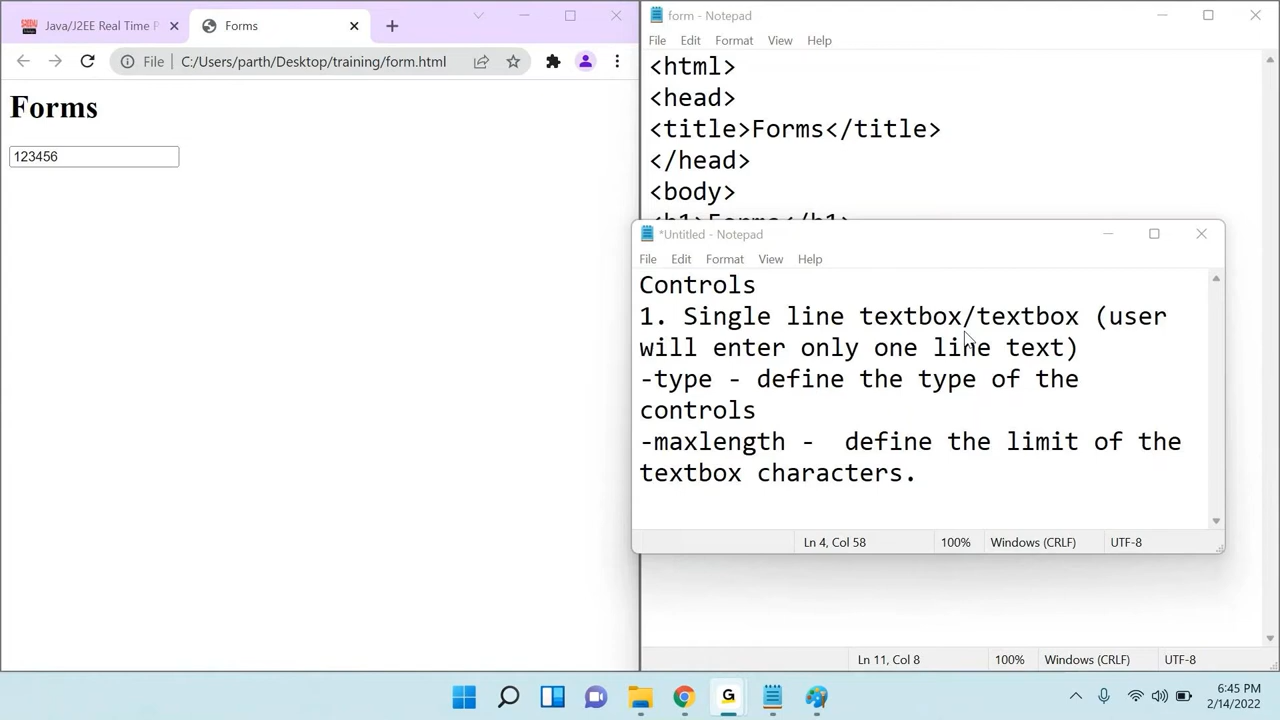 Java/J2EE Real Time P
Forms
File
C:/Users/parth/Desktop/training/form.html
Forms
123456
form - Notepad
File Edit Format View Help
<html>
<head>
<title>Forms</title>
</head>
<body>
<h1>Forms</h1>
*Untitled - Notepad
File Edit Format View Help
Controls
1. Single line textbox/textbox (user
will enter only one line text)
-type - define the type of the
controls
-maxlength -  define the limit of the
textbox characters.
Ln 4, Col 58 100% Windows (CRLF) UTF-8
Ln 11, Col 8 100% Windows (CRLF) UTF-8
G
6:45 PM
2/14/2022